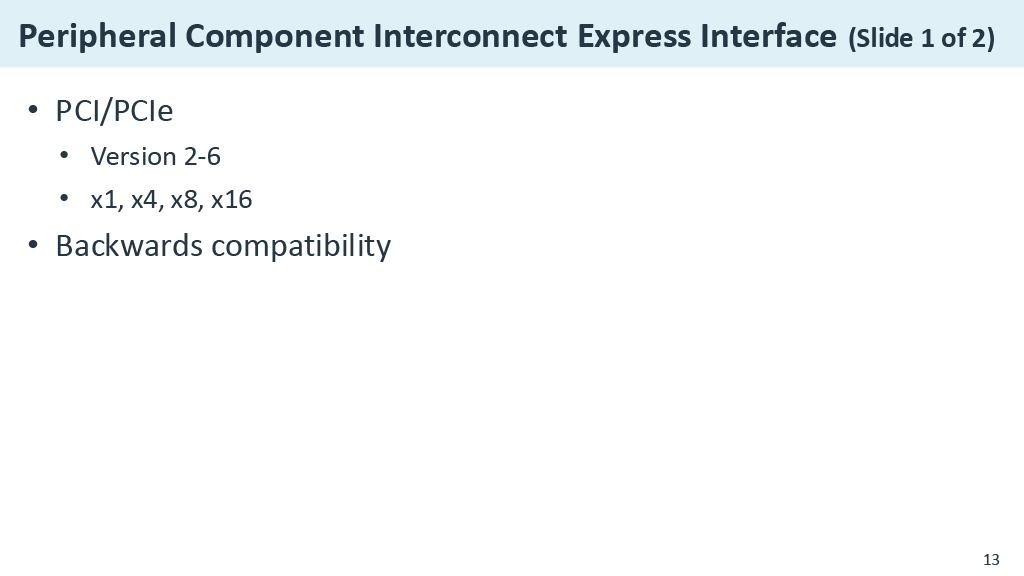 Peripheral Component Interconnect Express Interface (Slide 1 of 2)
• PCI/PCIe
• Version 2-6
• x1, x4, x8, x16
• Backwards compatibility
13